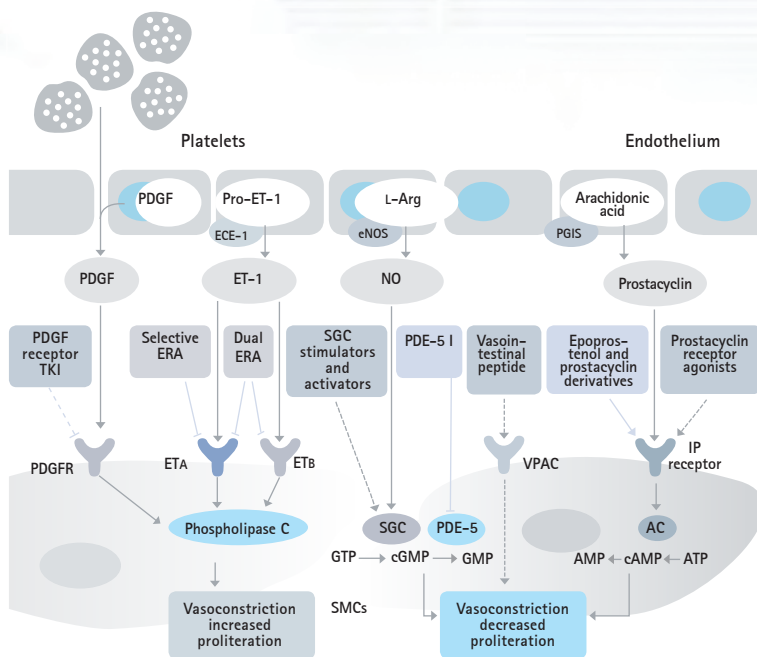 Platelets
Endothelium
PDGF
Pro-ET-1
L-Arg
Arachidonic
acid
ECE-1
eNOS
PGIS
PDGF
ET-1
NO
Prostacyclin
PDGF
receptor
TKI
Selective
ERA
Dual
ERA
SGC
stimulators
and
activators
PDE-5 I
Vasoin-
testinal
peptide
Epopros-
tenol and
prostacyclin
derivatives
Prostacyclin
receptor
agonists
PDGFR
ETA
ETB
VPAC
IP
receptor
Phospholipase C
SGC
PDE-5
AC
GTP
cGMP
GMP
AMP
cAMP
ATP
Vasoconstriction
increased
proliteration
SMCs
Vasoconstriction
decreased
proliteration